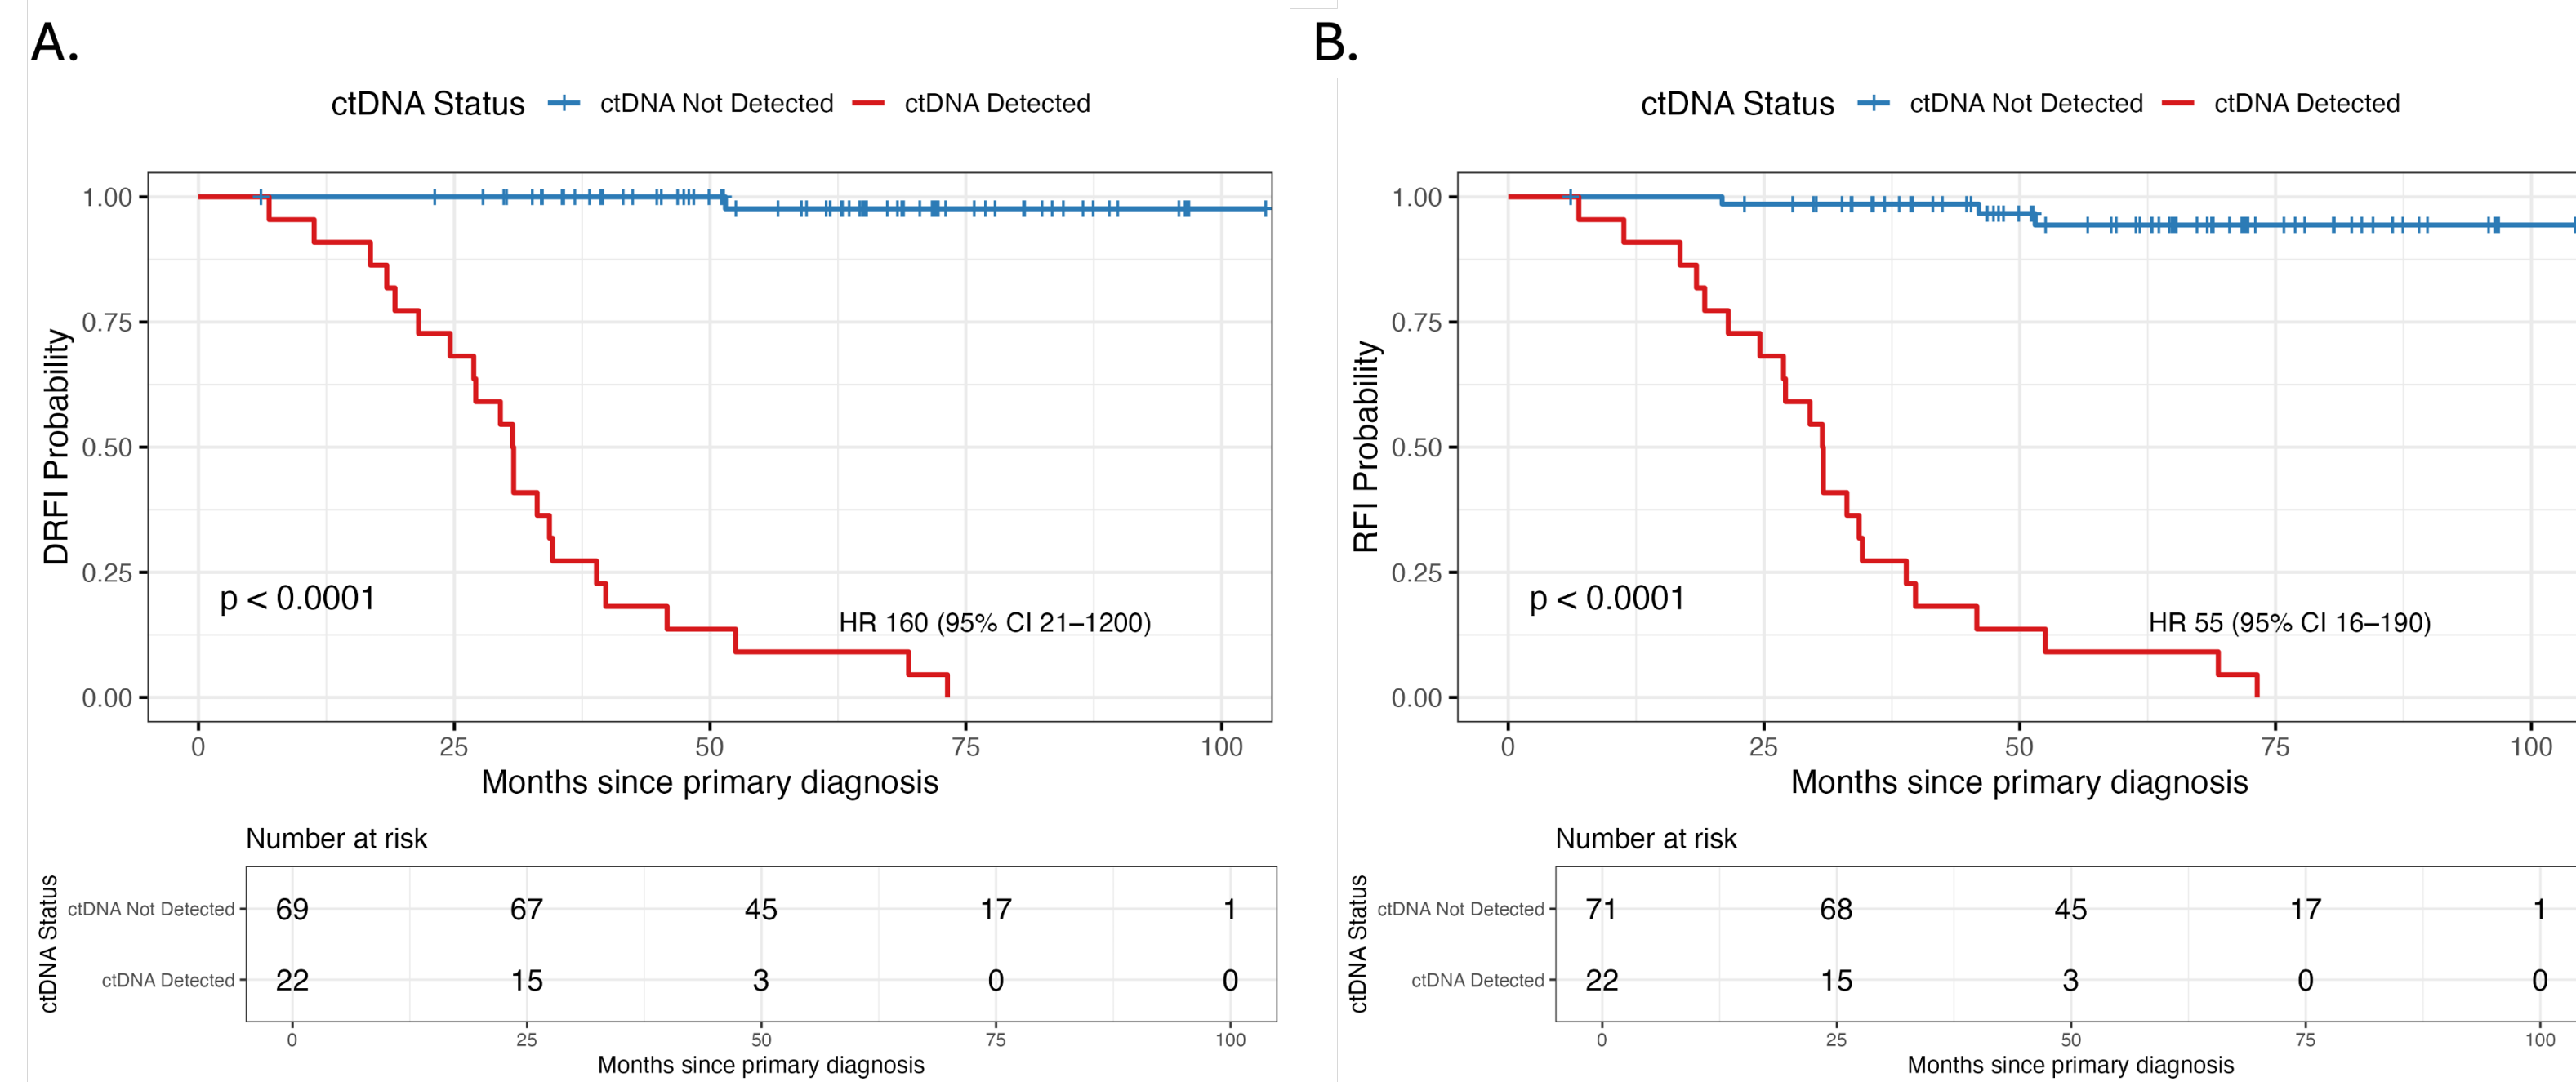 A.
ctDNA Status ctDNA Not Detected ctDNA Detected
DRFI Probability
1.00
0.75
0.50
0.25
0.00
p < 0.0001
HR 160 (95% CI 21–1200)
0 25 50 75 100
Months since primary diagnosis
Number at risk
ctDNA Status
ctDNA Not Detected 69 67 45 17 1
ctDNA Detected 22 15 3 0 0
0 25 50 75 100
Months since primary diagnosis
B.
ctDNA Status ctDNA Not Detected ctDNA Detected
RFI Probability
1.00
0.75
0.50
0.25
0.00
p < 0.0001
HR 55 (95% CI 16–190)
0 25 50 75 100
Months since primary diagnosis
Number at risk
ctDNA Status
ctDNA Not Detected 71 68 45 17 1
ctDNA Detected 22 15 3 0 0
0 25 50 75 100
Months since primary diagnosis